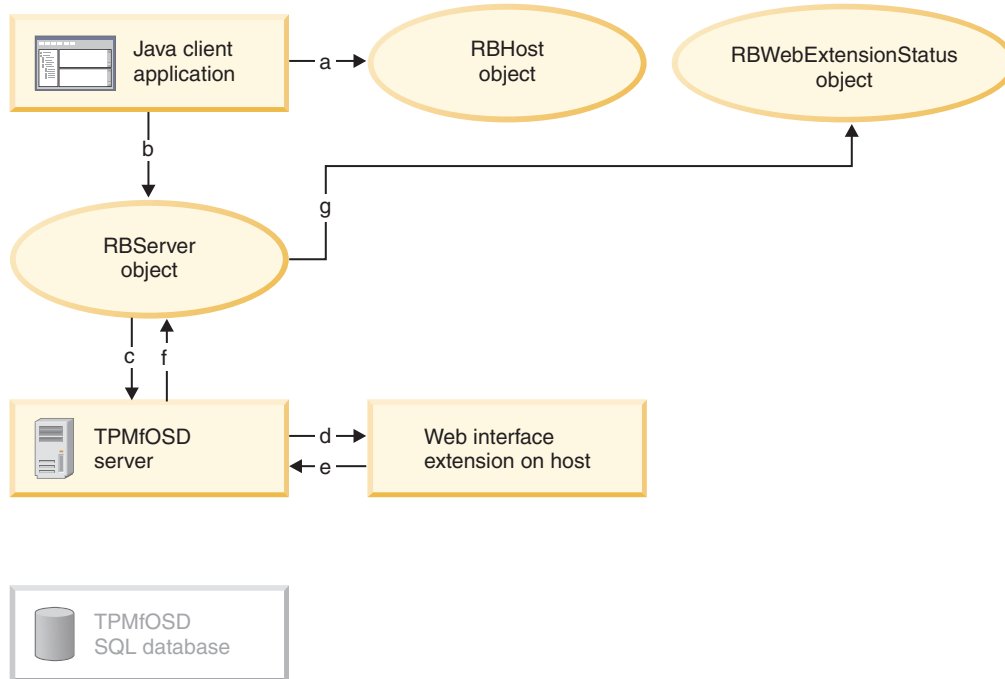 Java client
application
a
RBHost
object
RBWebExtensionStatus
object
b
g
RBServer
object
c
f
TPMfOSD
server
d
e
Web interface
extension on host
TPMfOSD
SQL database